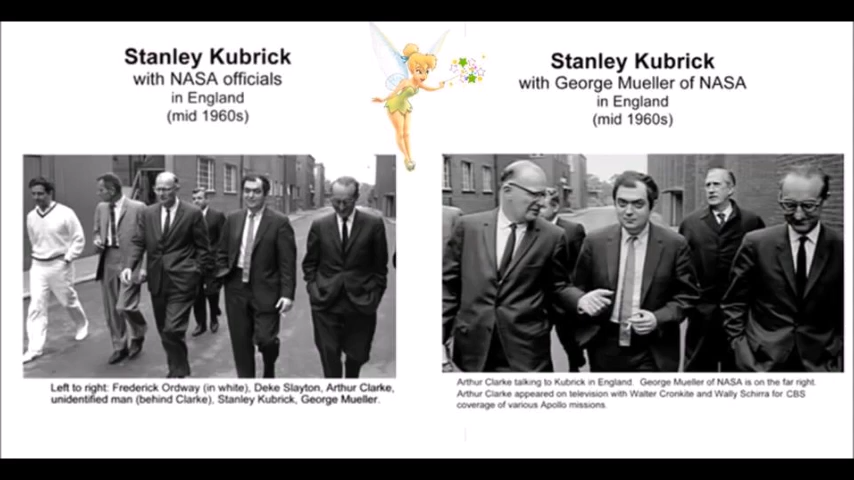 Stanley Kubrick
with NASA officials
in England
(mid 1960s)
Left to right: Frederick Ordway (in white), Deke Slayton, Arthur Clarke,
unidentified man (behind Clarke), Stanley Kubrick, George Mueller.
Stanley Kubrick
with George Mueller of NASA
in England
(mid 1960s)
Arthur Clarke talking to Kubrick in England. George Mueller of NASA is on the far right.
Arthur Clarke appeared on television with Walter Cronkite and Wally Schirra for CBS
coverage of various Apollo missions.